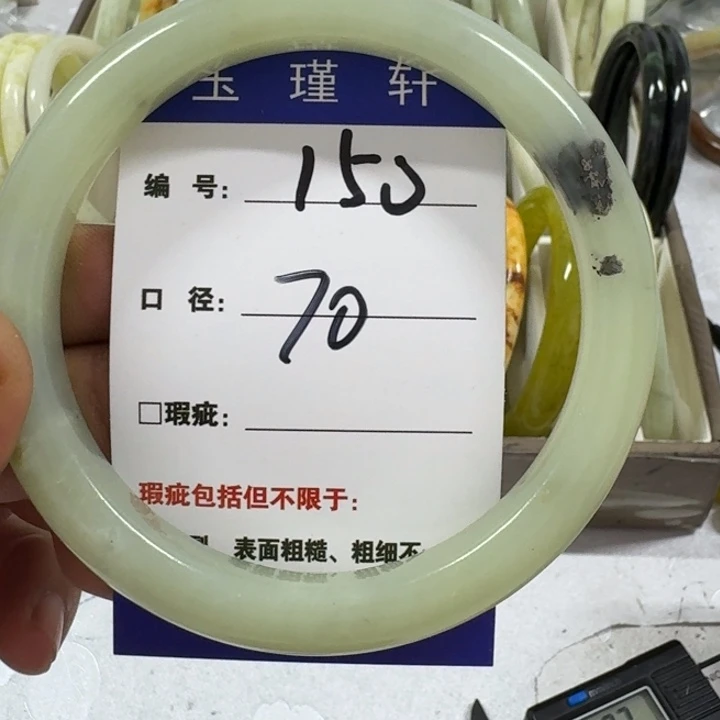 玉瑾轩
编号: 150
口径: 70
□瑕疵:
瑕疵包括但不限于:
表面粗糙、粗细不